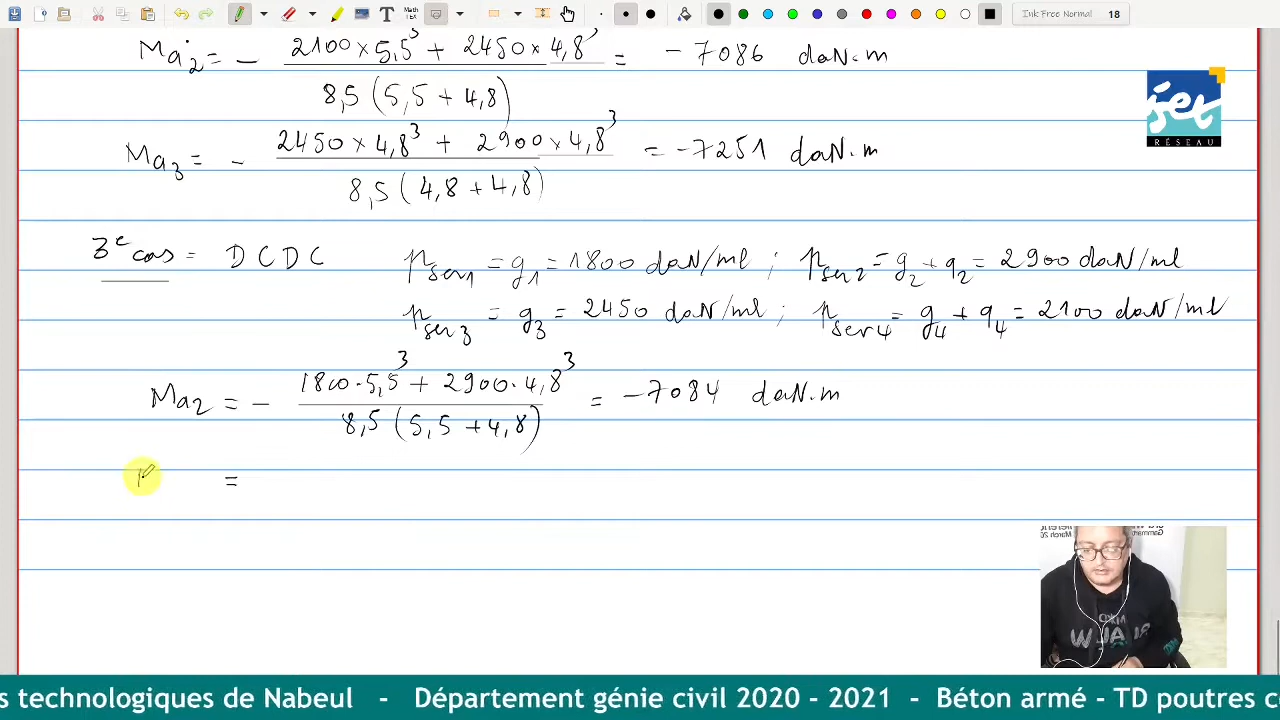 Math TEX
Ink Free Normal 18
Ma2 = - 2100 × 5,5³ + 2450 × 4,8³ / 8,5 (5,5 + 4,8) = - 7086 daN.m
iset
RÉSEAU
Ma3 = - 2450 × 4,8³ + 2900 × 4,8³ / 8,5 (4,8 + 4,8) = -7251 daN.m
3e cas = D C D C pser1 = g1 = 1800 daN/ml ; pser2 = g2 + q2 = 2900 daN/ml
pser3 = g3 = 2450 daN/ml ; pser4 = g4 + q4 = 2100 daN/ml
Ma2 = - 1800 · 5,5³ + 2900 · 4,8³ / 8,5 (5,5 + 4,8) = -7084 daN.m
=
s technologiques de Nabeul - Département génie civil 2020 - 2021 - Béton armé - TD poutres c